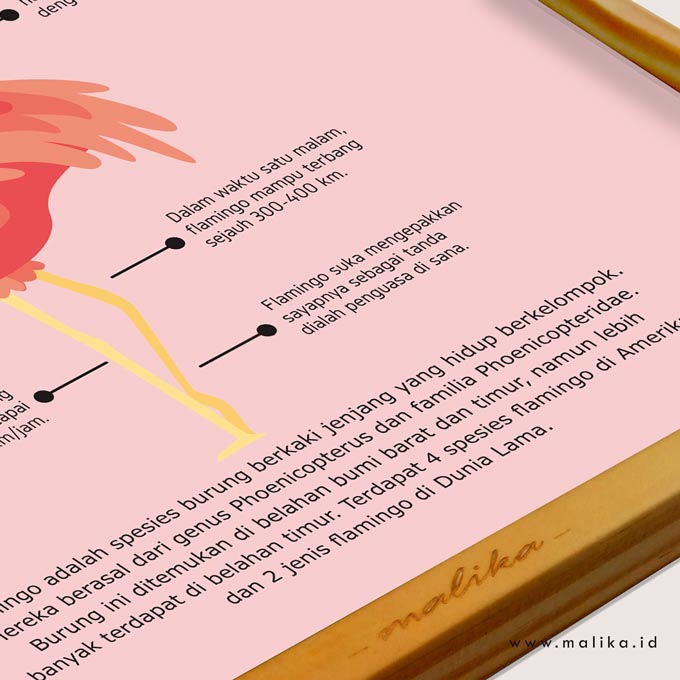 deng
Dalam waktu satu malam,
flamingo mampu terbang
sejauh 300-400 km.
Flamingo suka mengepakkan
sayapnya sebagai tanda
dialah penguasa di sana.
m/jam.
adalah spesies burung berkaki jenjang yang hidup berkelompok.
berasal dari genus Phoenicopterus dan familia Phoenicopteridae.
Burung ini ditemukan di belahan bumi barat dan timur, namun lebih
banyak terdapat di belahan timur. Terdapat 4 spesies flamingo di Amerika
dan 2 jenis flamingo di Dunia Lama.
– malika –
www.malika.id